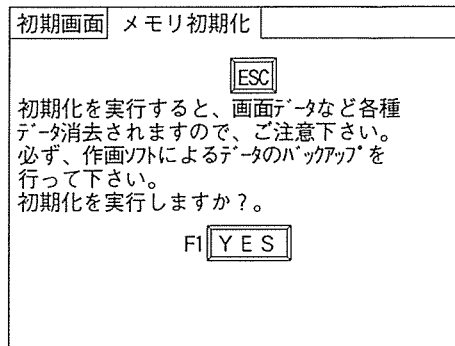 初期画面 メモリ初期化
ESC
初期化を実行すると、画面ﾃﾞｰﾀなど各種
ﾃﾞｰﾀ消去されますので、ご注意下さい。
必ず、作画ｿﾌﾄによるﾃﾞｰﾀのﾊﾞｯｸｱｯﾌﾟを
行って下さい。
初期化を実行しますか？。
F1 YES